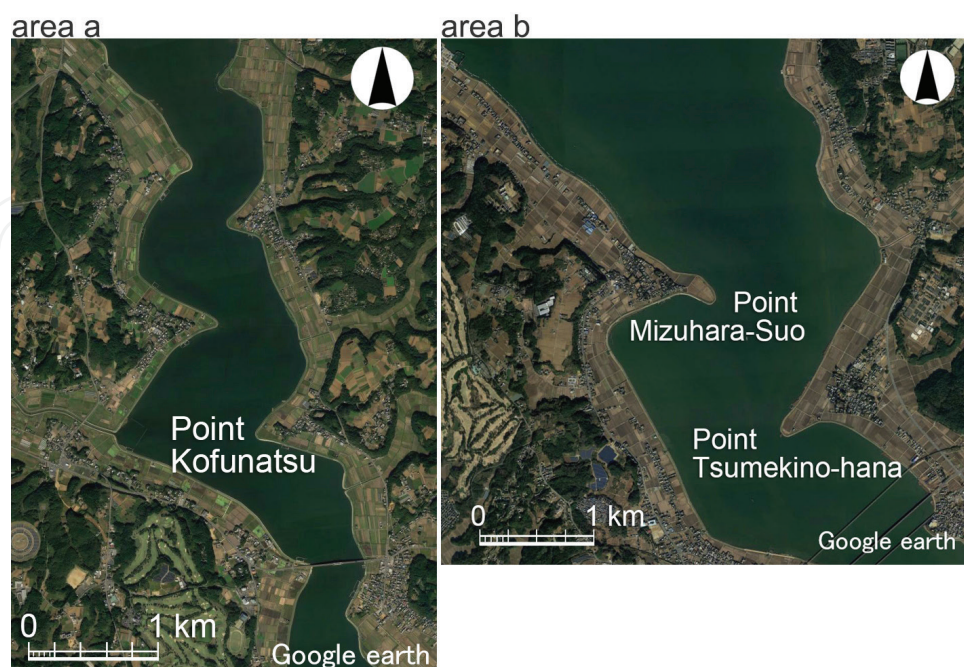 area a
area b
Point
Kofunatsu
0 1 km
Google earth
Point
Mizuhara-Suo
Point
Tsumekino-hana
0 1 km
Google earth